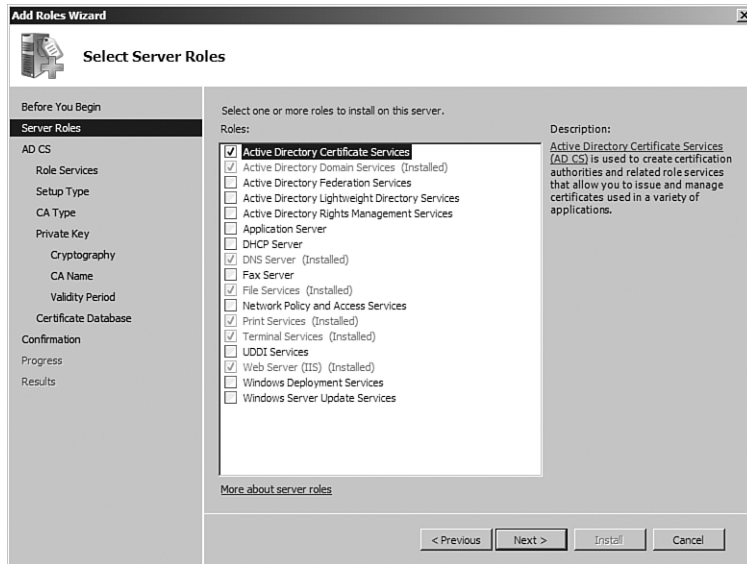 Add Roles Wizard
Select Server Roles
Before You Begin
Server Roles
AD CS
Role Services
Setup Type
CA Type
Private Key
Cryptography
CA Name
Validity Period
Certificate Database
Confirmation
Progress
Results
Select one or more roles to install on this server.
Roles:
Active Directory Certificate Services
Active Directory Domain Services (Installed)
Active Directory Federation Services
Active Directory Lightweight Directory Services
Active Directory Rights Management Services
Application Server
DHCP Server
DNS Server (Installed)
Fax Server
File Services (Installed)
Network Policy and Access Services
Print Services (Installed)
Terminal Services (Installed)
UDDI Services
Web Server (IIS) (Installed)
Windows Deployment Services
Windows Server Update Services
More about server roles
Description:
Active Directory Certificate Services
(AD CS) is used to create certification
authorities and related role services
that allow you to issue and manage
certificates used in a variety of
applications.
< Previous
Next >
Install
Cancel